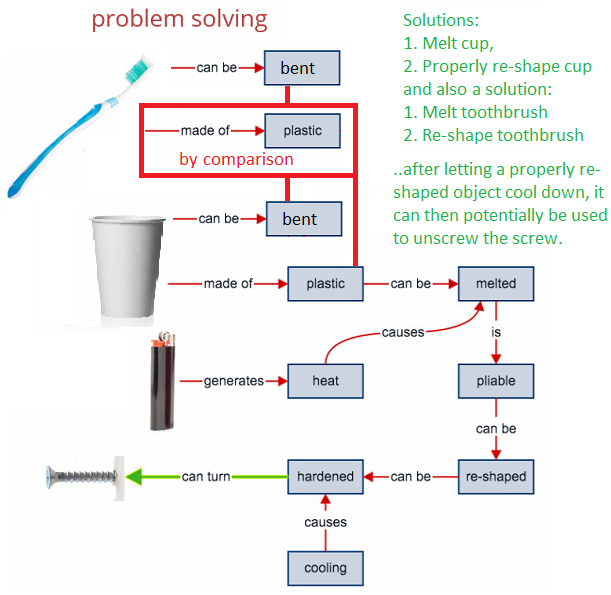 problem solving
Solutions:
1. Melt cup,
2. Properly re-shape cup
and also a solution:
1. Melt toothbrush
2. Re-shape toothbrush
..after letting a properly re-
shaped object cool down, it
can then potentially be used
to unscrew the screw.
can be
bent
made of
plastic
by comparison
can be
bent
made of
plastic
can be
melted
causes
is
generates
heat
pliable
can be
can turn
hardened
can be
re-shaped
causes
cooling